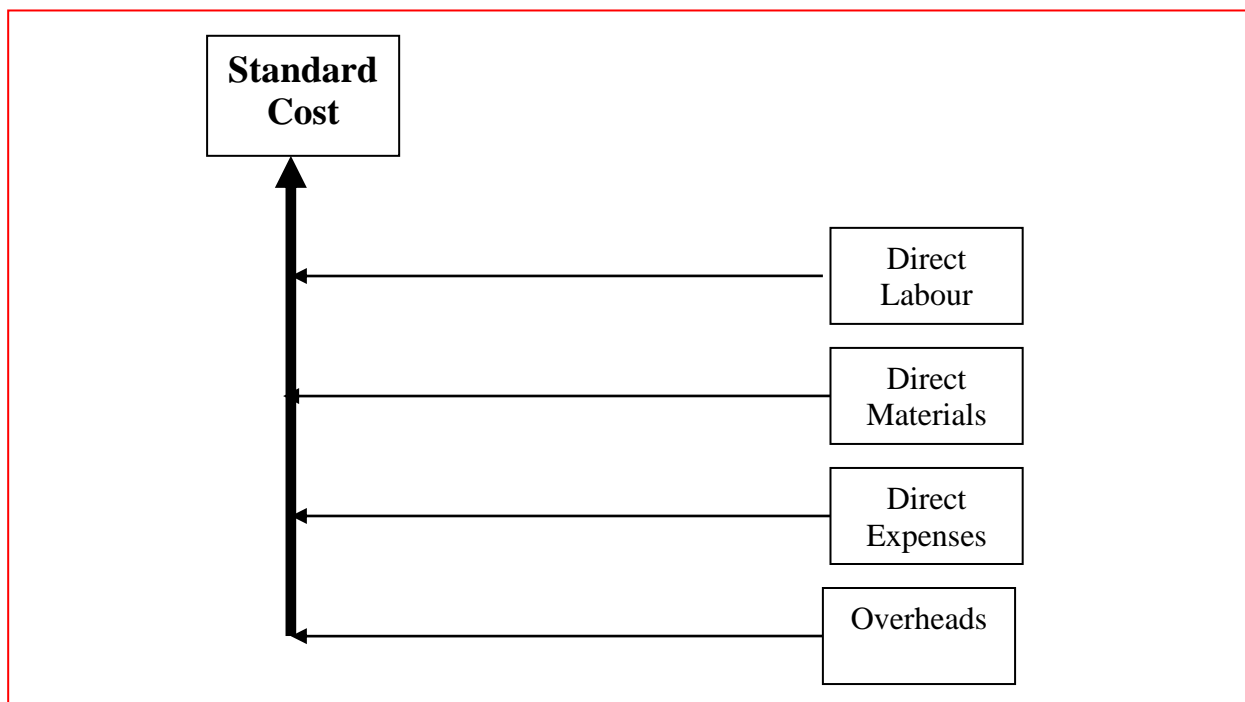 Standard
Cost
Direct
Labour
Direct
Materials
Direct
Expenses
Overheads